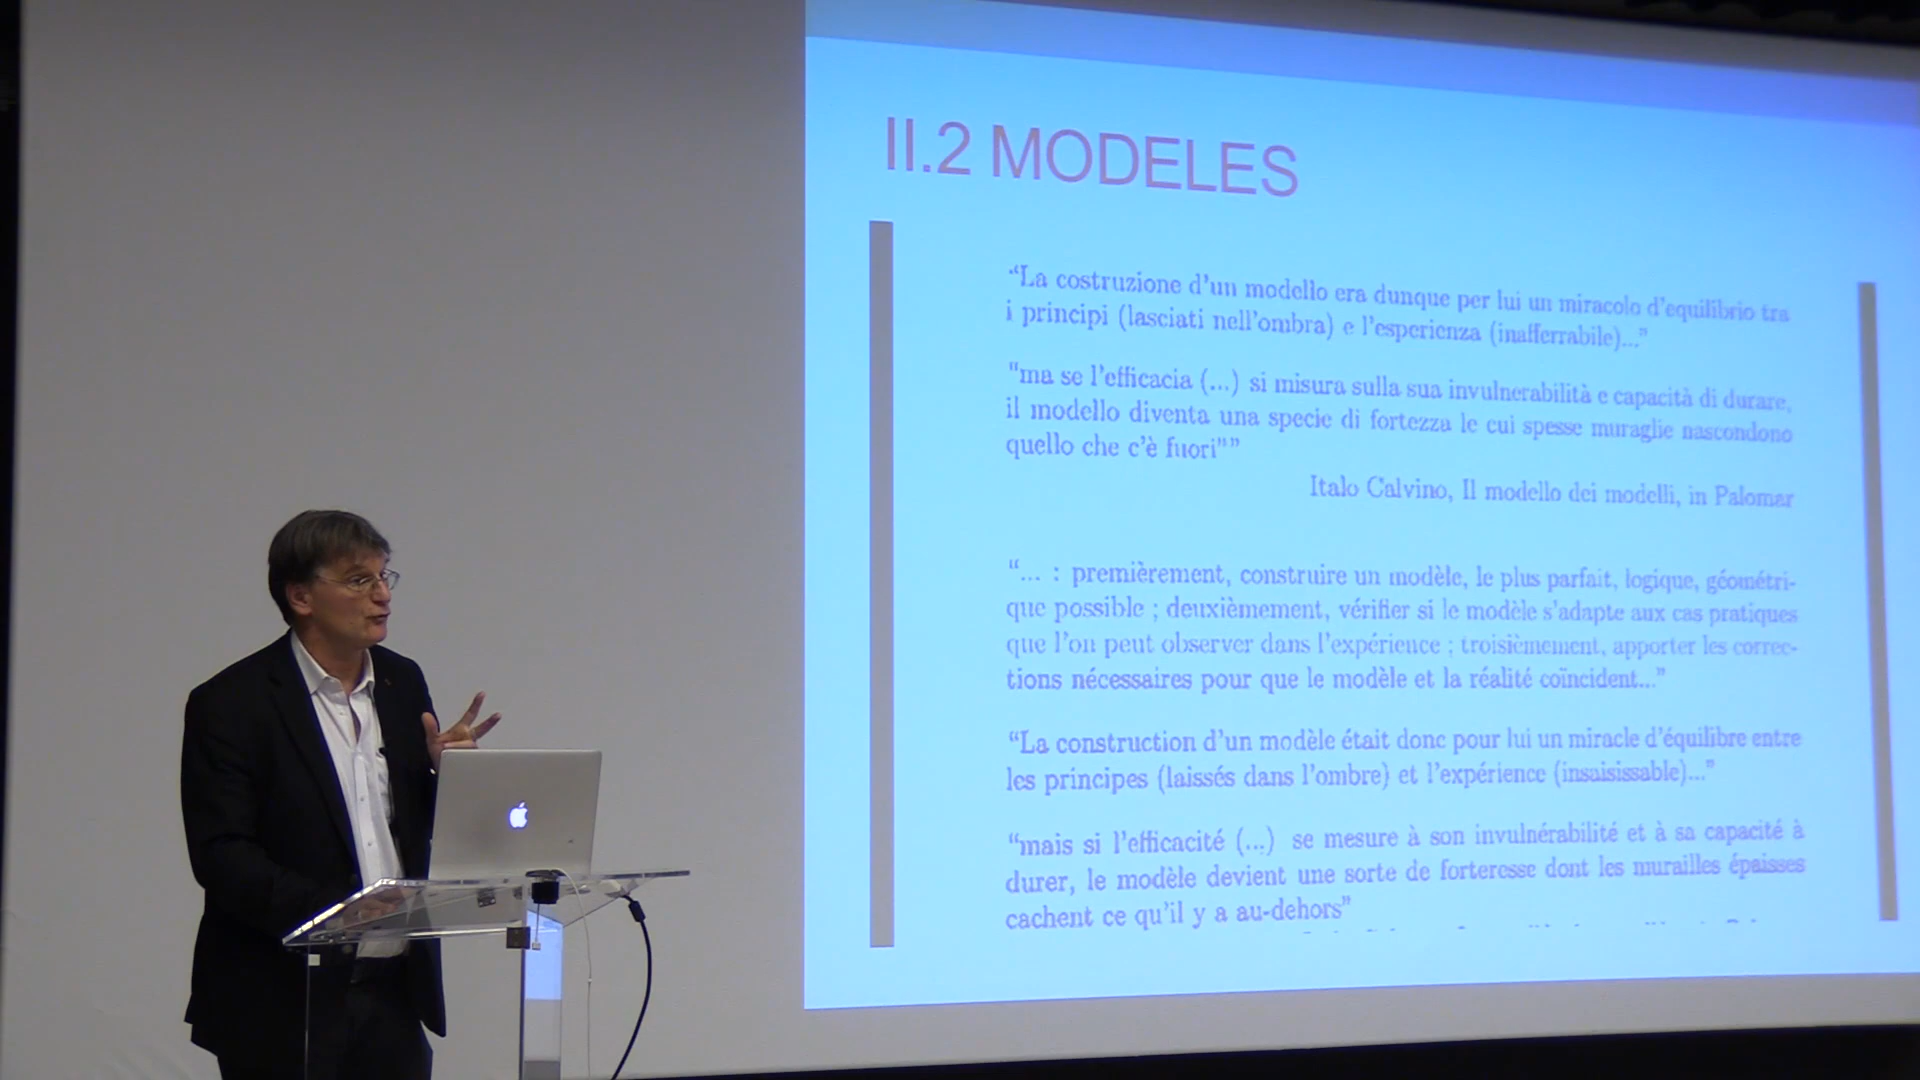 II.2 MODELES
“La costruzione d’un modello era dunque per lui un miracolo d’equilibrio tra
i principi (lasciati nell’ombra) e l’esperienza (inafferrabile)...”
“ma se l’efficacia (...) si misura sulla sua invulnerabilità e capacità di durare,
il modello diventa una specie di fortezza le cui spesse muraglie nascondono
quello che c’è fuori””
Italo Calvino, Il modello dei modelli, in Palomar
“... : premièrement, construire un modèle, le plus parfait, logique, géométri-
que possible ; deuxièmement, vérifier si le modèle s’adapte aux cas pratiques
que l’on peut observer dans l’expérience ; troisièmement, apporter les correc-
tions nécessaires pour que le modèle et la réalité coïncident...”
“La construction d’un modèle était donc pour lui un miracle d’équilibre entre
les principes (laissés dans l’ombre) et l’expérience (insaisissable)...”
“mais si l’efficacité (...) se mesure à son invulnérabilité et à sa capacité à
durer, le modèle devient une sorte de forteresse dont les murailles épaisses
cachent ce qu’il y a au-dehors”